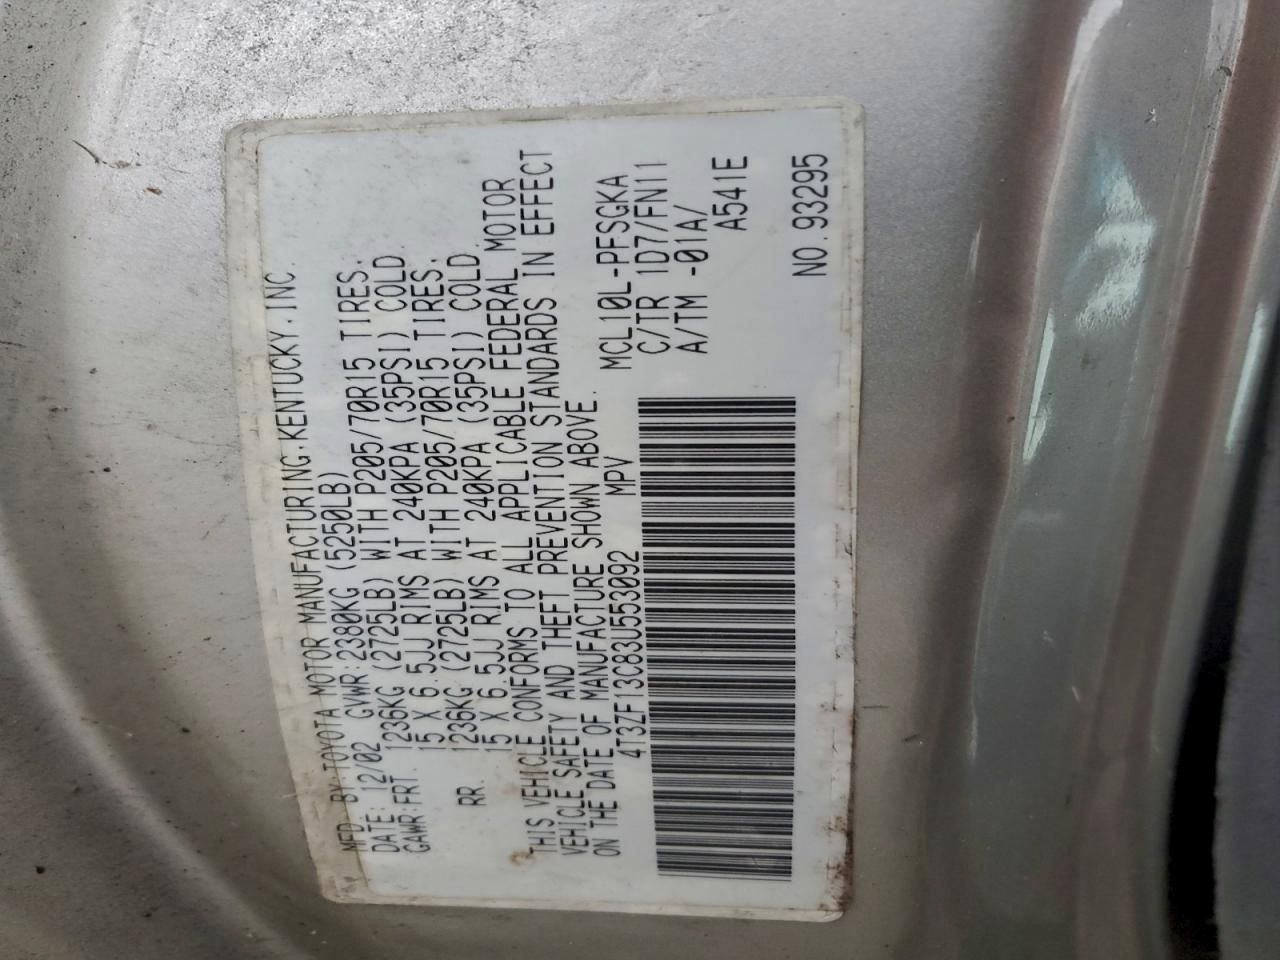 MFD. BY:TOYOTA MOTOR MANUFACTURING,KENTUCKY,INC.
DATE: 12/02 GVWR:2380KG (5250LB)
GAWR:FRT. 1236KG (2725LB) WITH P205/70R15 TIRES,
15 X 6.5JJ RIMS AT 240KPA (35PSI) COLD.
RR. 1236KG (2725LB) WITH P205/70R15 TIRES,
15 X 6.5JJ RIMS AT 240KPA (35PSI) COLD.
THIS VEHICLE CONFORMS TO ALL APPLICABLE FEDERAL MOTOR
VEHICLE SAFETY AND THEFT PREVENTION STANDARDS IN EFFECT
ON THE DATE OF MANUFACTURE SHOWN ABOVE.
4T3ZF13C83U553092 MPV MCL10L-PFSGKA
C/TR 1D7/FN11
A/TM -01A/
A541E
NO.93295